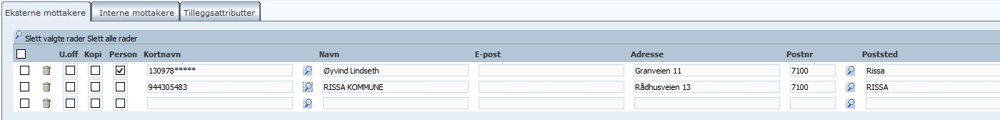 Eksterne mottakere Interne mottakere Tilleggsattributter
Slett valgte rader Slett alle rader
U.off Kopi Person Kortnavn Navn E-post Adresse Postnr Poststed
130978***** Øyvind Lindseth Granveien 11 7100 Rissa
944305483 RISSA KOMMUNE Rådhusveien 13 7100 RISSA